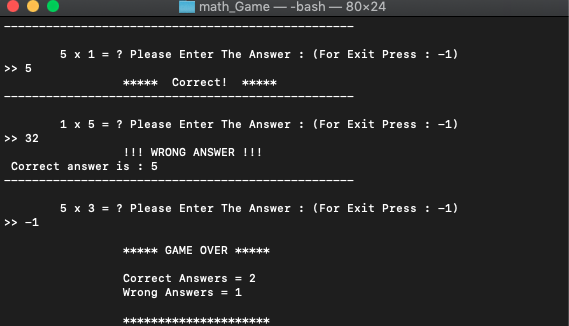 math_Game — -bash — 80×24
--------------------------------------------------
5 x 1 = ? Please Enter The Answer : (For Exit Press : -1)
>> 5
***** Correct! *****
--------------------------------------------------
1 x 5 = ? Please Enter The Answer : (For Exit Press : -1)
>> 32
!!! WRONG ANSWER !!!
Correct answer is : 5
--------------------------------------------------
5 x 3 = ? Please Enter The Answer : (For Exit Press : -1)
>> -1
***** GAME OVER *****
Correct Answers = 2
Wrong Answers = 1
*********************